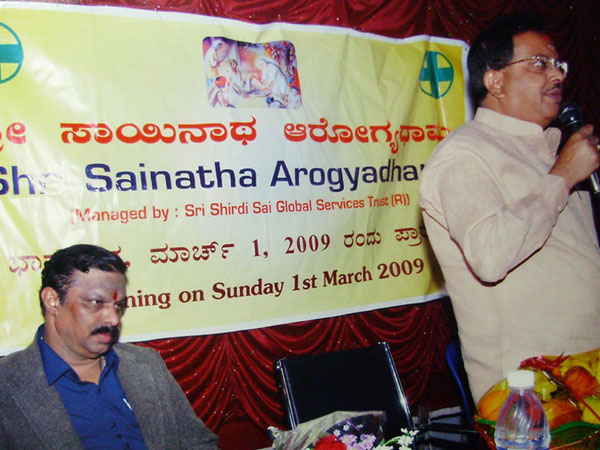 ಸಾಯಿನಾಥ ಆರೋಗ್ಯಧಾಮ
Shri Sainatha Arogyadha
(Managed by : Sri Shirdi Sai Global Services Trust (R))
ಮಾರ್ಚ್ 1, 2009 ರಂದು
on Sunday 1st March 2009